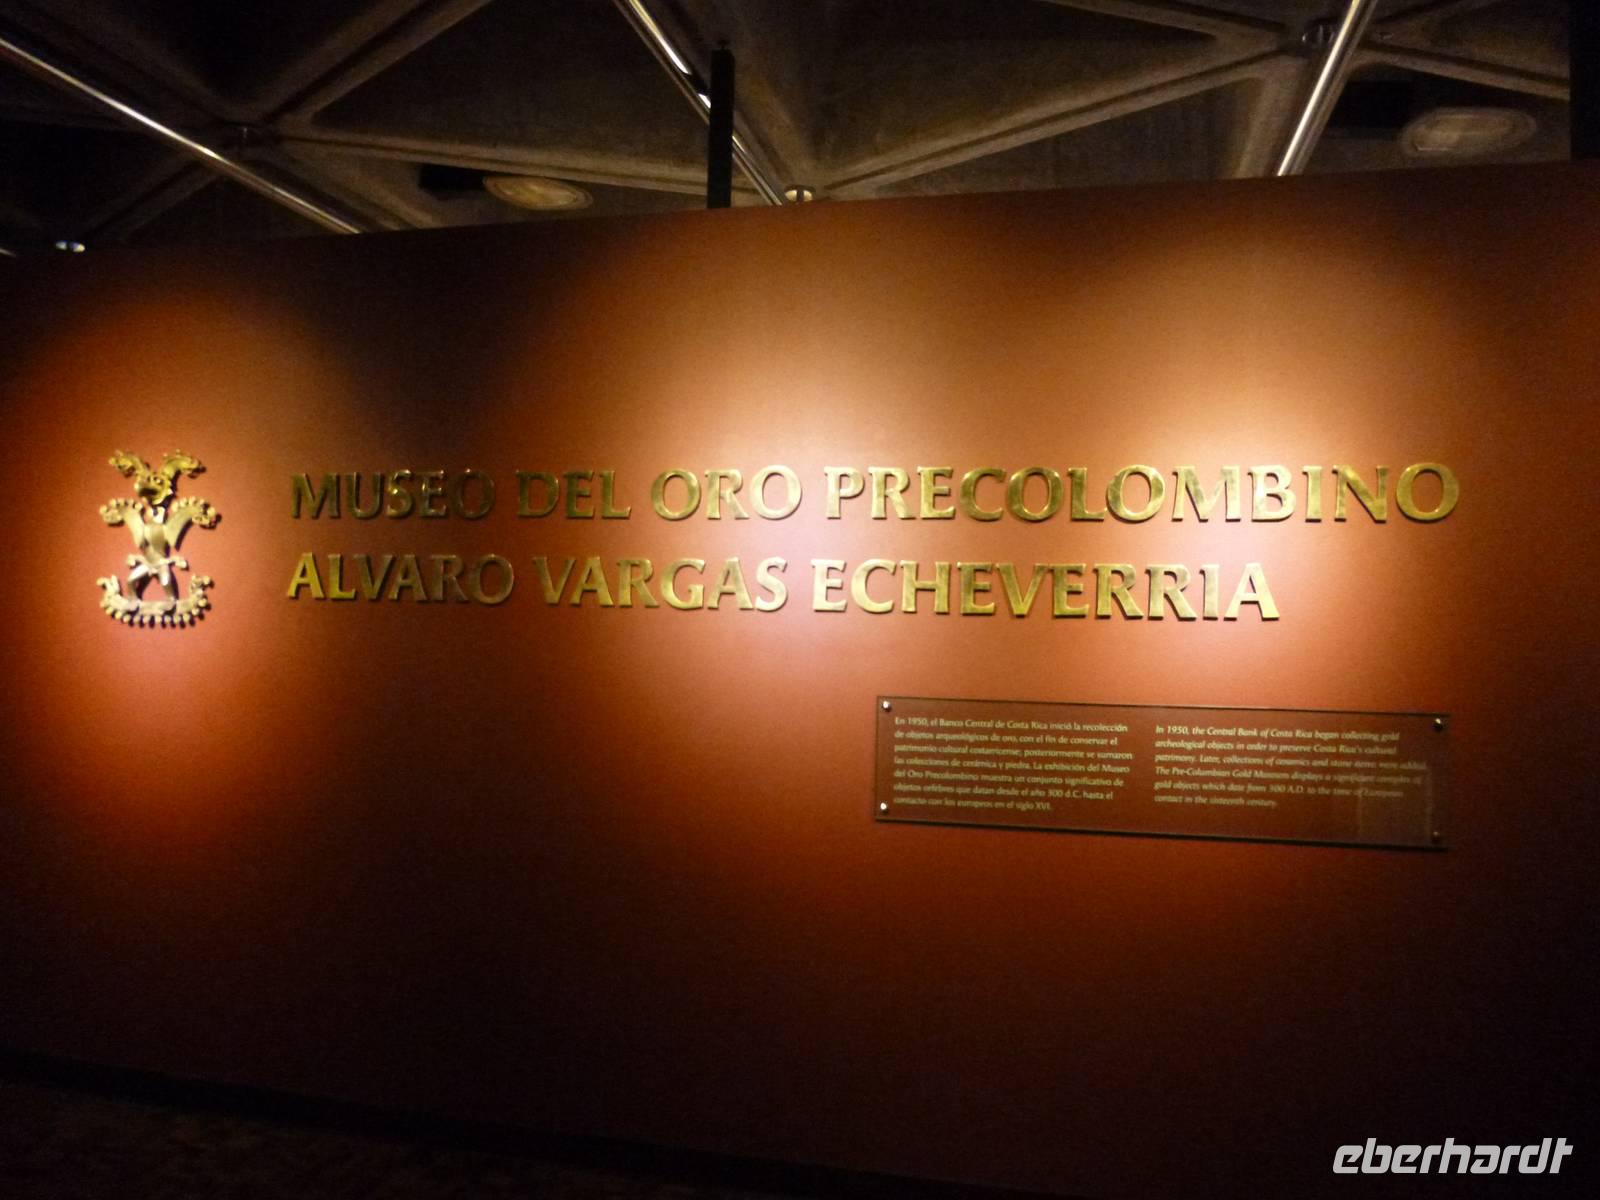 MUSEO DEL ORO PRECOLOMBINO
ALVARO VARGAS ECHEVERRIA
En 1950, el Banco Central de Costa Rica inició la recolección
de objetos arqueológicos de oro, con el fin de conservar el
patrimonio cultural costarricense; posteriormente se sumaron
las colecciones de cerámica y piedra. La exhibición del Museo
del Oro Precolombino muestra un conjunto significativo de
objetos orfebres que datan desde el año 300 d.C. hasta el
contacto con los europeos en el siglo XVI.
In 1950, the Central Bank of Costa Rica began collecting gold
archeological objects in order to preserve Costa Rica's cultural
patrimony. Later, collections of ceramics and stone items were added.
The Pre-Columbian Gold Museum displays a significant complex of
gold objects which date from 300 A.D. to the time of European
contact in the sixteenth century.
eberhardt